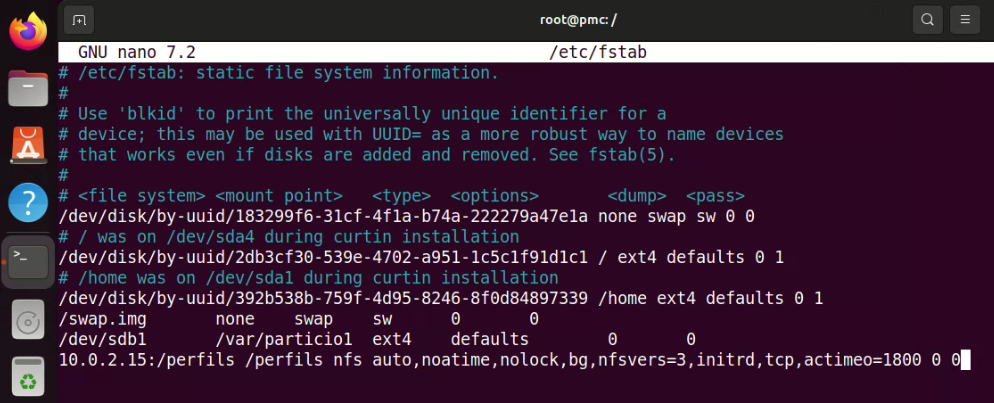 root@pmc: /
GNU nano 7.2 /etc/fstab
# /etc/fstab: static file system information.
#
# Use 'blkid' to print the universally unique identifier for a
# device; this may be used with UUID= as a more robust way to name devices
# that works even if disks are added and removed. See fstab(5).
#
# <file system> <mount point> <type> <options> <dump> <pass>
/dev/disk/by-uuid/183299f6-31cf-4f1a-b74a-222279a47e1a none swap sw 0 0
# / was on /dev/sda4 during curtin installation
/dev/disk/by-uuid/2db3cf30-539e-4702-a951-1c5c1f91d1c1 / ext4 defaults 0 1
# /home was on /dev/sda1 during curtin installation
/dev/disk/by-uuid/392b538b-759f-4d95-8246-8f0d84897339 /home ext4 defaults 0 1
/swap.img none swap sw 0 0
/dev/sdb1 /var/particio1 ext4 defaults 0 0
10.0.2.15:/perfils /perfils nfs auto,noatime,nolock,bg,nfsvers=3,initrd,tcp,actimeo=1800 0 0